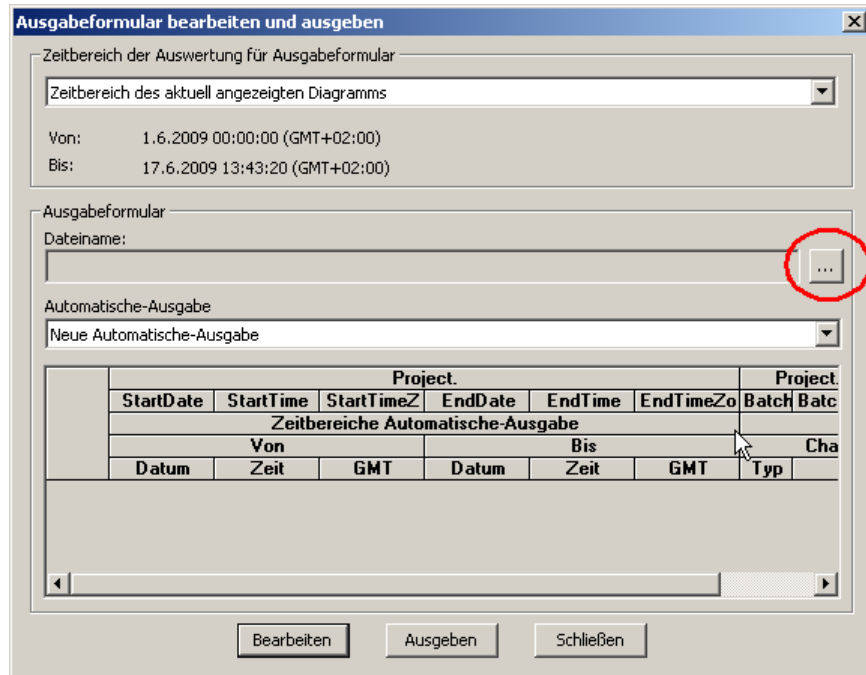 Ausgabeformular bearbeiten und ausgeben
Zeitbereich der Auswertung für Ausgabeformular
Zeitbereich des aktuell angezeigten Diagramms
Von: 1.6.2009 00:00:00 (GMT+02:00)
Bis: 17.6.2009 13:43:20 (GMT+02:00)
Ausgabeformular
Dateiname:
...
Automatische-Ausgabe
Neue Automatische-Ausgabe
Project. Project.
StartDate StartTime StartTimeZ EndDate EndTime EndTimeZo Batch Batc
Zeitbereiche Automatische-Ausgabe
Von Bis Cha
Datum Zeit GMT Datum Zeit GMT Typ
Bearbeiten Ausgeben Schließen